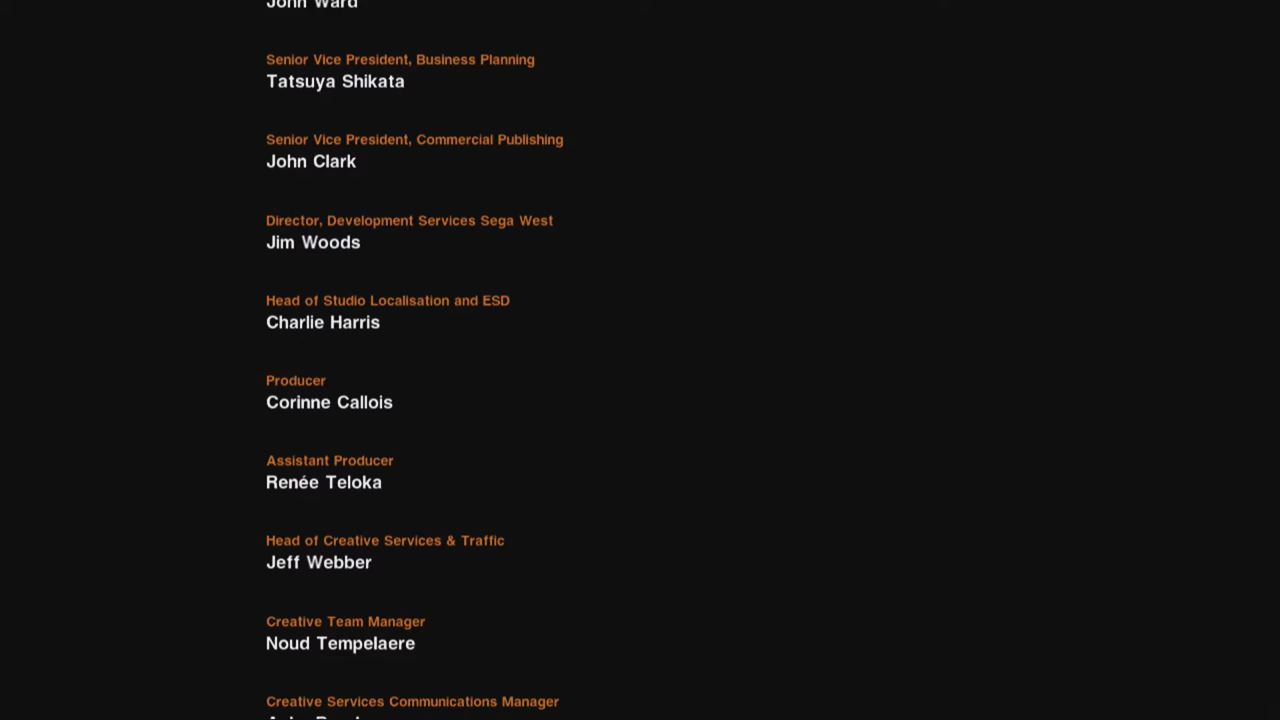 John Ward
Senior Vice President, Business Planning
Tatsuya Shikata
Senior Vice President, Commercial Publishing
John Clark
Director, Development Services Sega West
Jim Woods
Head of Studio Localisation and ESD
Charlie Harris
Producer
Corinne Callois
Assistant Producer
Renée Teloka
Head of Creative Services & Traffic
Jeff Webber
Creative Team Manager
Noud Tempelaere
Creative Services Communications Manager